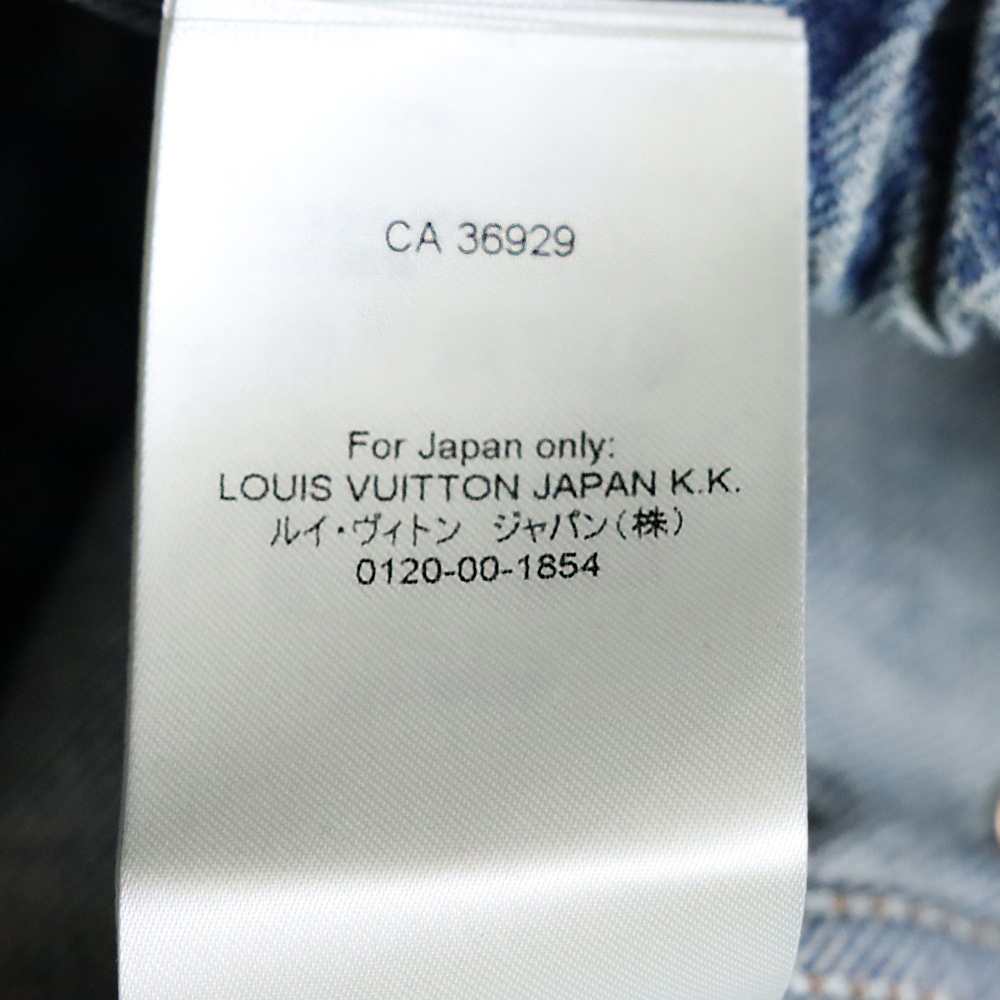 CA 36929
For Japan only:
LOUIS VUITTON JAPAN K.K.
ルイ・ヴィトン　ジャパン(株)
0120-00-1854